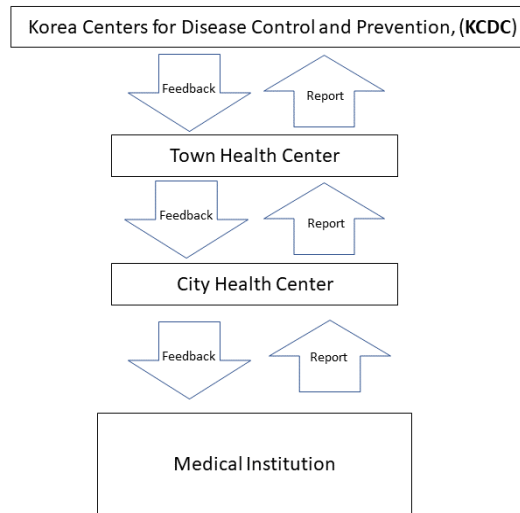 Korea Centers for Disease Control and Prevention, (KCDC)
Feedback
Report
Town Health Center
Feedback
Report
City Health Center
Feedback
Report
Medical Institution